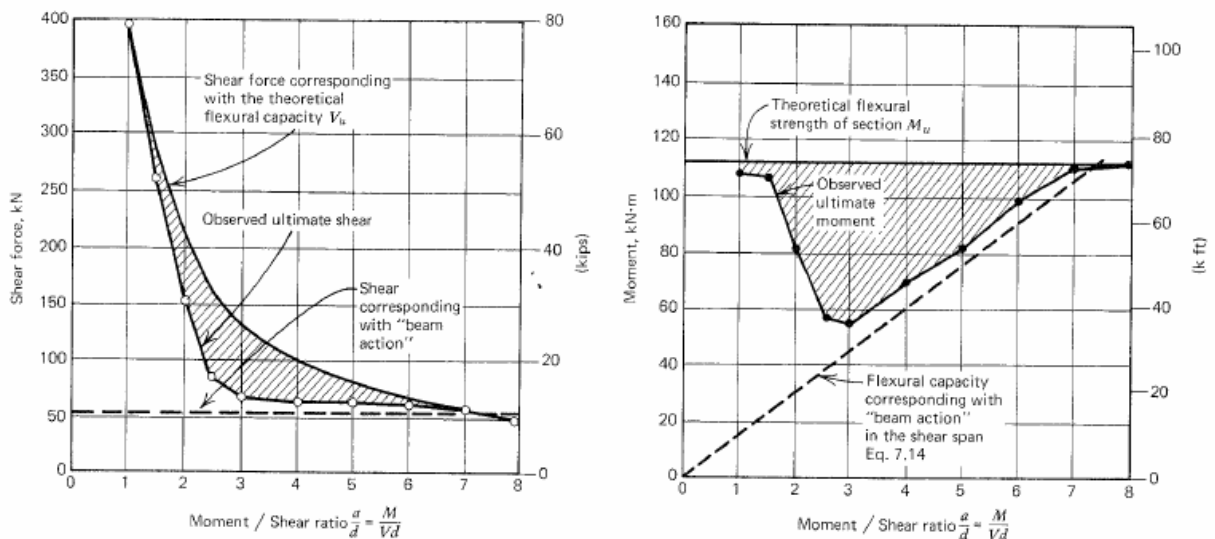 400
350
300
250
200
150
100
50
0
Shear force, kN
80
60
40
20
0
(kips)
Shear force corresponding
with the theoretical
flexural capacity Vu
Observed ultimate shear
Shear
corresponding
with "beam
action"
0 1 2 3 4 5 6 7 8
Moment / Shear ratio a/d = M/Vd
160
140
120
100
80
60
40
20
0
Moment, kN·m
100
80
60
40
20
0
(k ft)
Theoretical flexural
strength of section Mu
Observed
ultimate
moment
Flexural capacity
corresponding with
"beam action"
in the shear span
Eq. 7.14
0 1 2 3 4 5 6 7 8
Moment / Shear ratio a/d = M/Vd